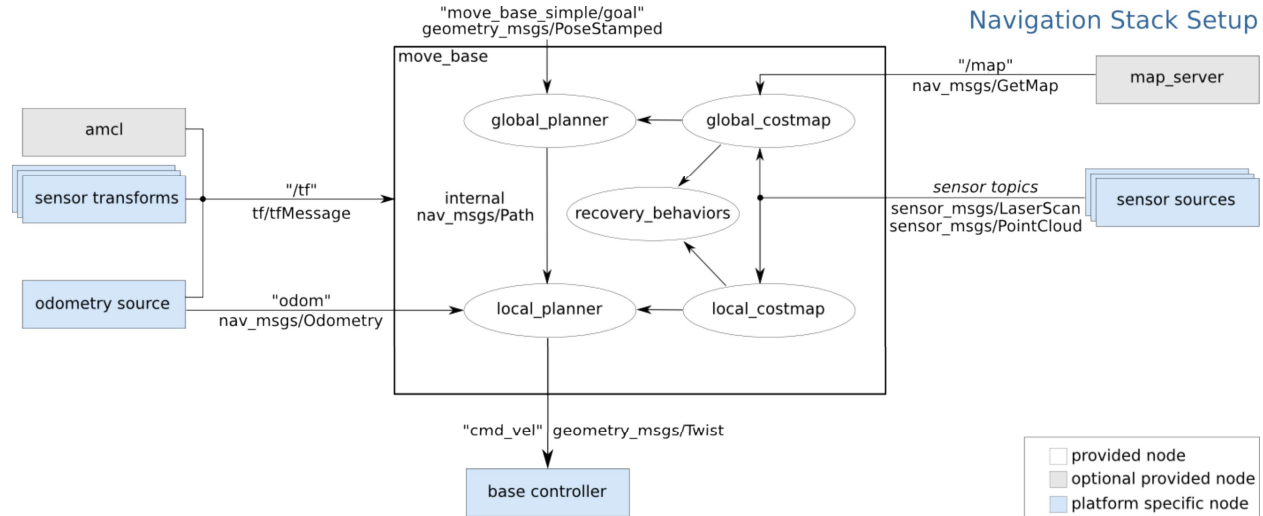 Navigation Stack Setup
"move_base_simple/goal"
geometry_msgs/PoseStamped
move_base
"/map"
nav_msgs/GetMap
map_server
amcl
global_planner
global_costmap
sensor transforms
"/tf"
tf/tfMessage
internal
nav_msgs/Path
recovery_behaviors
sensor topics
sensor_msgs/LaserScan
sensor_msgs/PointCloud
sensor sources
odometry source
"odom"
nav_msgs/Odometry
local_planner
local_costmap
"cmd_vel" geometry_msgs/Twist
base controller
provided node
optional provided node
platform specific node